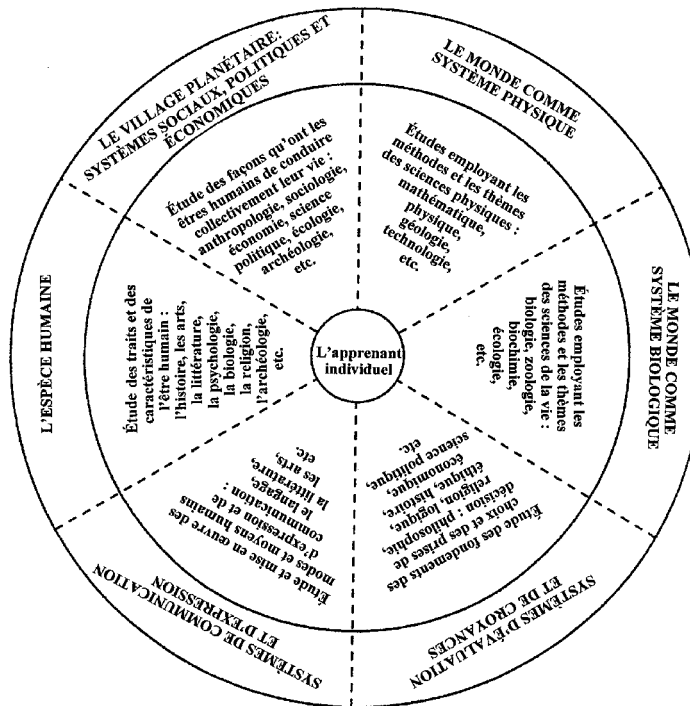 LE VILLAGE PLANÉTAIRE:
SYSTÈMES SOCIAUX, POLITIQUES ET
ÉCONOMIQUES
Étude des façons qu'ont les
êtres humains de conduire
collectivement leur vie :
anthropologie, sociologie,
économie, science
politique, écologie,
archéologie,
etc.
LE MONDE COMME
SYSTÈME PHYSIQUE
Études employant les
méthodes et les thèmes
des sciences physiques :
mathématique,
physique,
géologie,
technologie,
etc.
LE MONDE COMME
SYSTÈME BIOLOGIQUE
Études employant les
méthodes et les thèmes
des sciences de la vie :
biologie, zoologie,
biochimie,
écologie,
etc.
SYSTÈMES D'ÉVALUATION
ET DE CROYANCES
Étude des fondements des
choix et des prises de
décision : philosophie,
religion, logique,
éthique, histoire,
économique,
science politique,
etc.
SYSTÈMES DE COMMUNICATION
ET D'EXPRESSION
Étude et mise en œuvre des
modes et moyens humains
d'expression et de
communication :
le langage,
la littérature,
les arts,
etc.
L'ESPÈCE HUMAINE
Étude des traits et des
caractéristiques de
l'être humain :
l'histoire, les arts,
la littérature,
la psychologie,
la biologie,
la religion,
l'archéologie,
etc.
L'apprenant
individuel